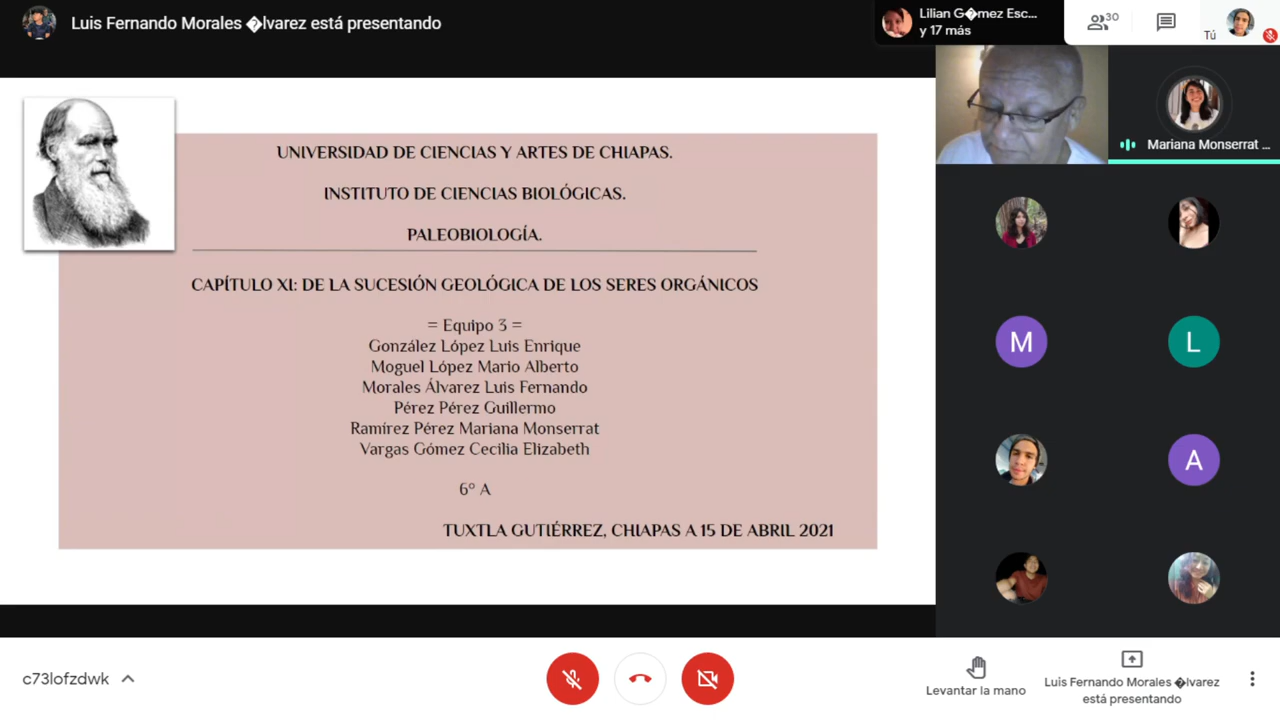 Luis Fernando Morales �lvarez está presentando
Lilian G�mez Esc...
y 17 más
30
Tú
Mariana Monserrat ...
UNIVERSIDAD DE CIENCIAS Y ARTES DE CHIAPAS.
INSTITUTO DE CIENCIAS BIOLÓGICAS.
PALEOBIOLOGÍA.
CAPÍTULO XI: DE LA SUCESIÓN GEOLÓGICA DE LOS SERES ORGÁNICOS
= Equipo 3 =
González López Luis Enrique
Moguel López Mario Alberto
Morales Álvarez Luis Fernando
Pérez Pérez Guillermo
Ramírez Pérez Mariana Monserrat
Vargas Gómez Cecilia Elizabeth
6° A
TUXTLA GUTIÉRREZ, CHIAPAS A 15 DE ABRIL 2021
M
L
A
c73lofzdwk
Levantar la mano
Luis Fernando Morales �lvarez
está presentando